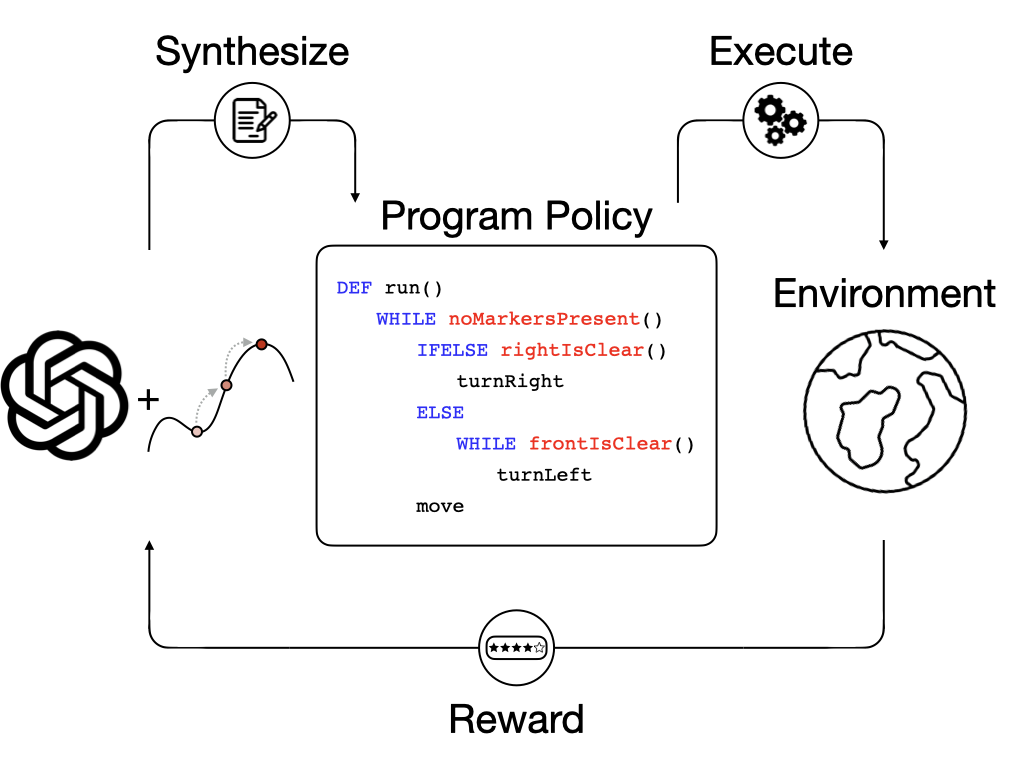 Synthesize
Execute
Program Policy
DEF run()
WHILE noMarkersPresent()
IFELSE rightIsClear()
turnRight
ELSE
WHILE frontIsClear()
turnLeft
move
Environment
+
Reward